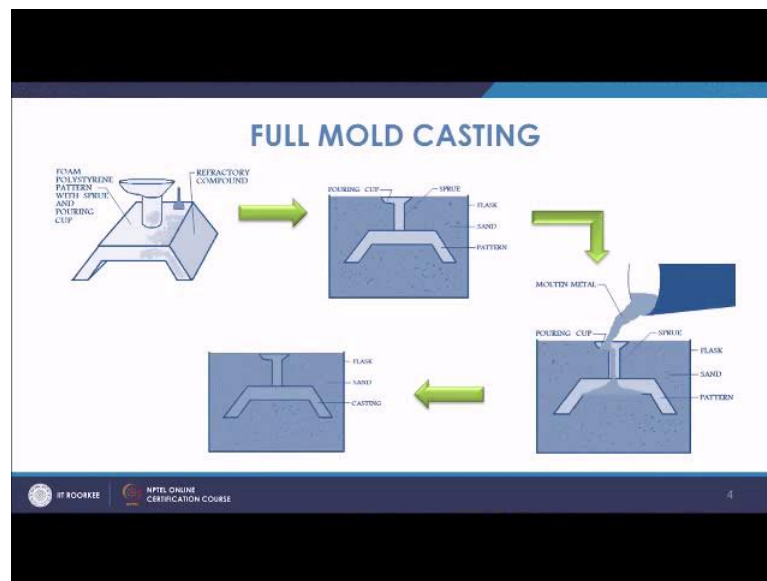 FULL MOLD CASTING
FOAM
POLYSTYRENE
PATTERN
WITH SPRUE
AND
POURING
CUP
REFRACTORY
COMPOUND
POURING CUP
SPRUE
FLASK
SAND
PATTERN
MOLTEN METAL
POURING CUP
SPRUE
FLASK
SAND
PATTERN
FLASK
SAND
CASTING
IIT ROORKEE
NPTEL ONLINE
CERTIFICATION COURSE
4